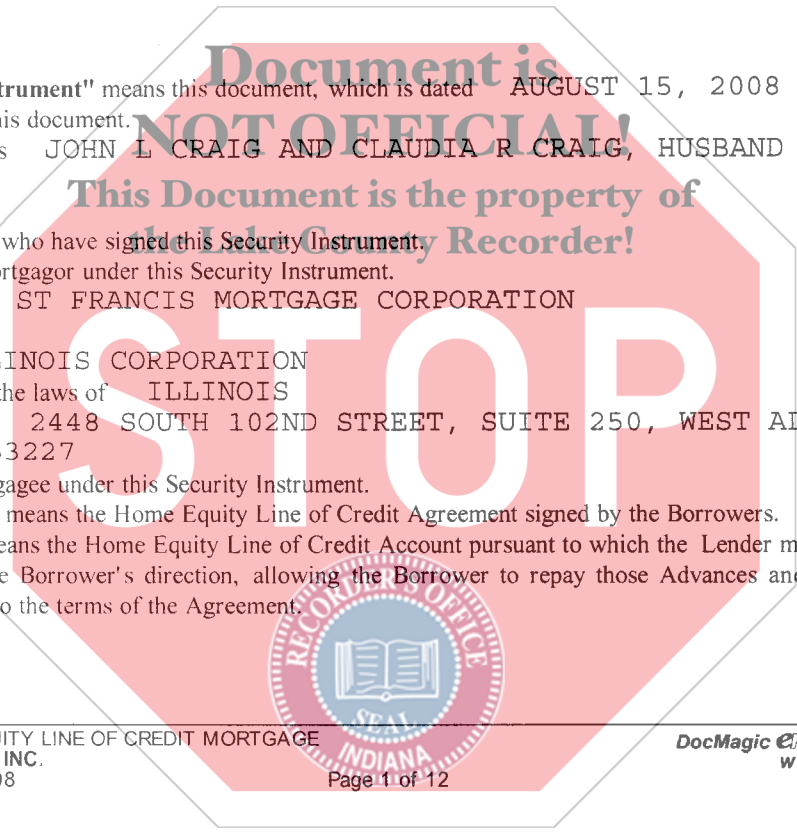 Document is
trument" means this document, which is dated AUGUST 15, 2008
his document.
NOT OFFICIAL!
s JOHN L CRAIG AND CLAUDIA R CRAIG, HUSBAND
This Document is the property of
the Lake County Recorder!
who have signed this Security Instrument.
rtgagor under this Security Instrument.
ST FRANCIS MORTGAGE CORPORATION
LINOIS CORPORATION
the laws of ILLINOIS
2448 SOUTH 102ND STREET, SUITE 250, WEST AL
3227
STOP
gagee under this Security Instrument.
means the Home Equity Line of Credit Agreement signed by the Borrowers.
eans the Home Equity Line of Credit Account pursuant to which the Lender m
e Borrower's direction, allowing the Borrower to repay those Advances and
o the terms of the Agreement.
RECORDER'S OFFICE
SEAL
INDIANA
ITY LINE OF CREDIT MORTGAGE
INC.
08
Page 1 of 12
DocMagic
w